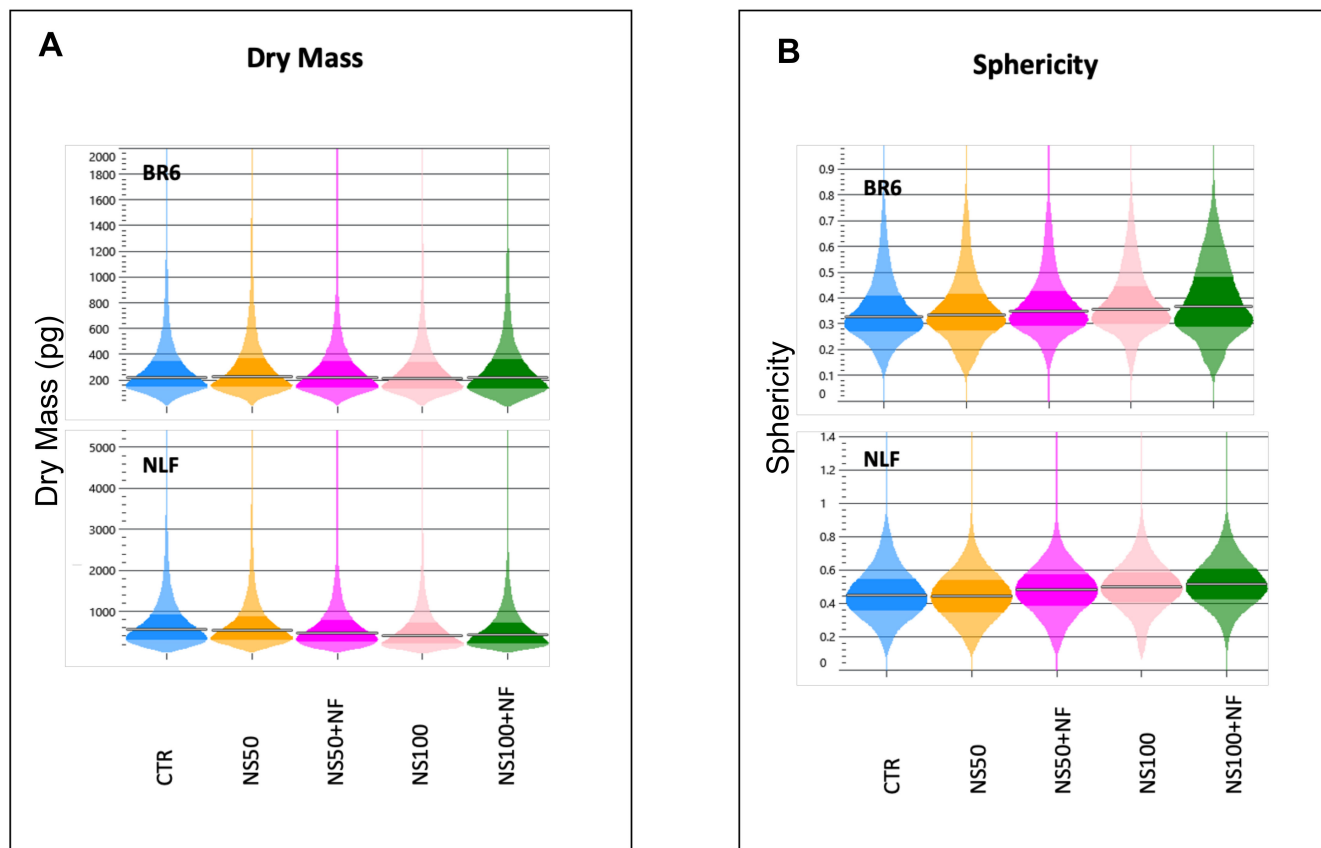 A
Dry Mass
Dry Mass (pg)
BR6
2000
1800
1600
1400
1200
1000
800
600
400
200
NLF
5000
4000
3000
2000
1000
CTR
NS50
NS50+NF
NS100
NS100+NF
B
Sphericity
Sphericity
BR6
0.9
0.8
0.7
0.6
0.5
0.4
0.3
0.2
0.1
0
NLF
1.4
1.2
1
0.8
0.6
0.4
0.2
0
CTR
NS50
NS50+NF
NS100
NS100+NF